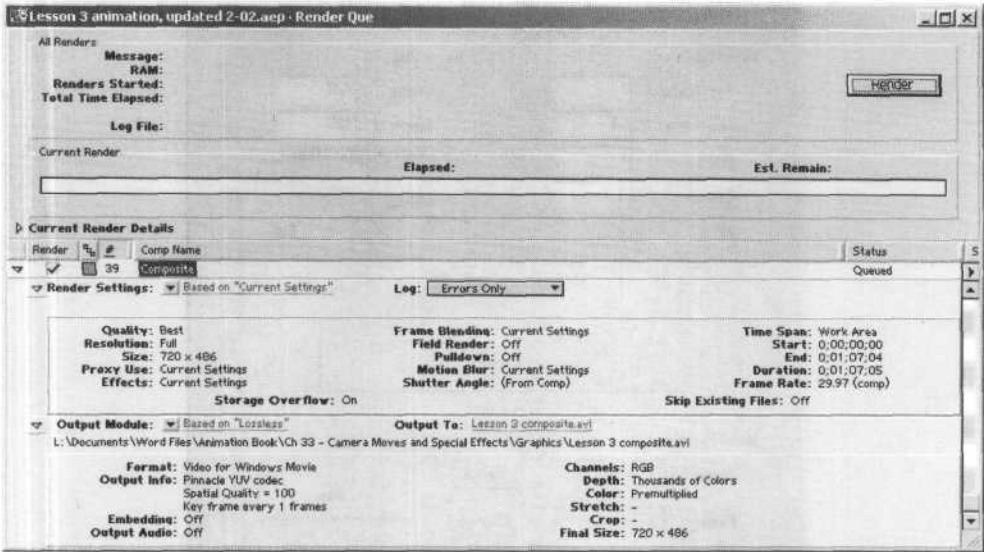 Lesson 3 animation, updated 2-02.aep · Render Que
All Renders
Message:
RAM:
Renders Started:
Total Time Elapsed:
Render
Log File:
Current Render
Elapsed:
Est. Remain:
Current Render Details
Render # Comp Name Status S
39 Composite Queued
Render Settings: Based on "Current Settings" Log: Errors Only
Quality: Best Frame Blending: Current Settings Time Span: Work Area
Resolution: Full Field Render: Off Start: 0;00;00;00
Size: 720 x 486 Pulldown: Off End: 0;01;07;04
Proxy Use: Current Settings Motion Blur: Current Settings Duration: 0;01;07;05
Effects: Current Settings Shutter Angle: (From Comp) Frame Rate: 29.97 (comp)
Storage Overflow: On Skip Existing Files: Off
Output Module: Based on "Lossless" Output To: Lesson 3 composite.avi
L:\Documents\Word Files\Animation Book\Ch 33 - Camera Moves and Special Effects\Graphics\Lesson 3 composite.avi
Format: Video for Windows Movie Channels: RGB
Output Info: Pinnacle YUV codec Depth: Thousands of Colors
Spatial Quality = 100 Color: Premultiplied
Key frame every 1 frames Stretch: -
Embedding: Off Crop: -
Output Audio: Off Final Size: 720 x 486